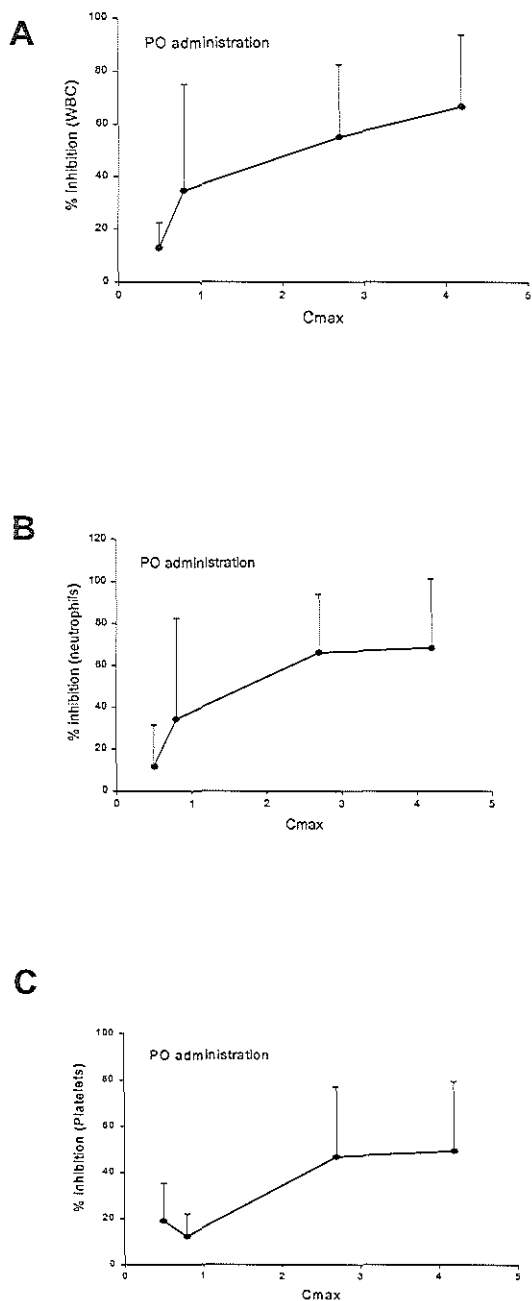 A
PO administration
% Inhibition (WBC)
100
80
60
40
20
0
0 1 2 3 4 5
Cmax
B
PO administration
% inhibition (neutrophils)
120
100
80
60
40
20
0
0 1 2 3 4 5
Cmax
C
PO administration
% Inhibition (Platelets)
100
80
60
40
20
0
0 1 2 3 4 5
Cmax